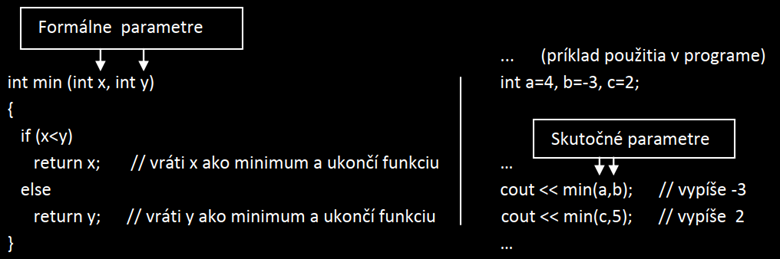 Formálne parametre
int min (int x, int y)
{
if (x<y)
return x; // vráti x ako minimum a ukončí funkciu
else
return y; // vráti y ako minimum a ukončí funkciu
}
... (príklad použitia v programe)
int a=4, b=-3, c=2;
Skutočné parametre
...
cout << min(a,b); // vypíše -3
cout << min(c,5); // vypíše 2
...